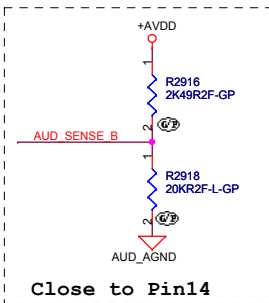 +AVDD
1
R2916
2K49R2F-GP
2
G/P
AUD_SENSE_B
1
R2918
20KR2F-L-GP
2
G/P
AUD_AGND
Close to Pin14